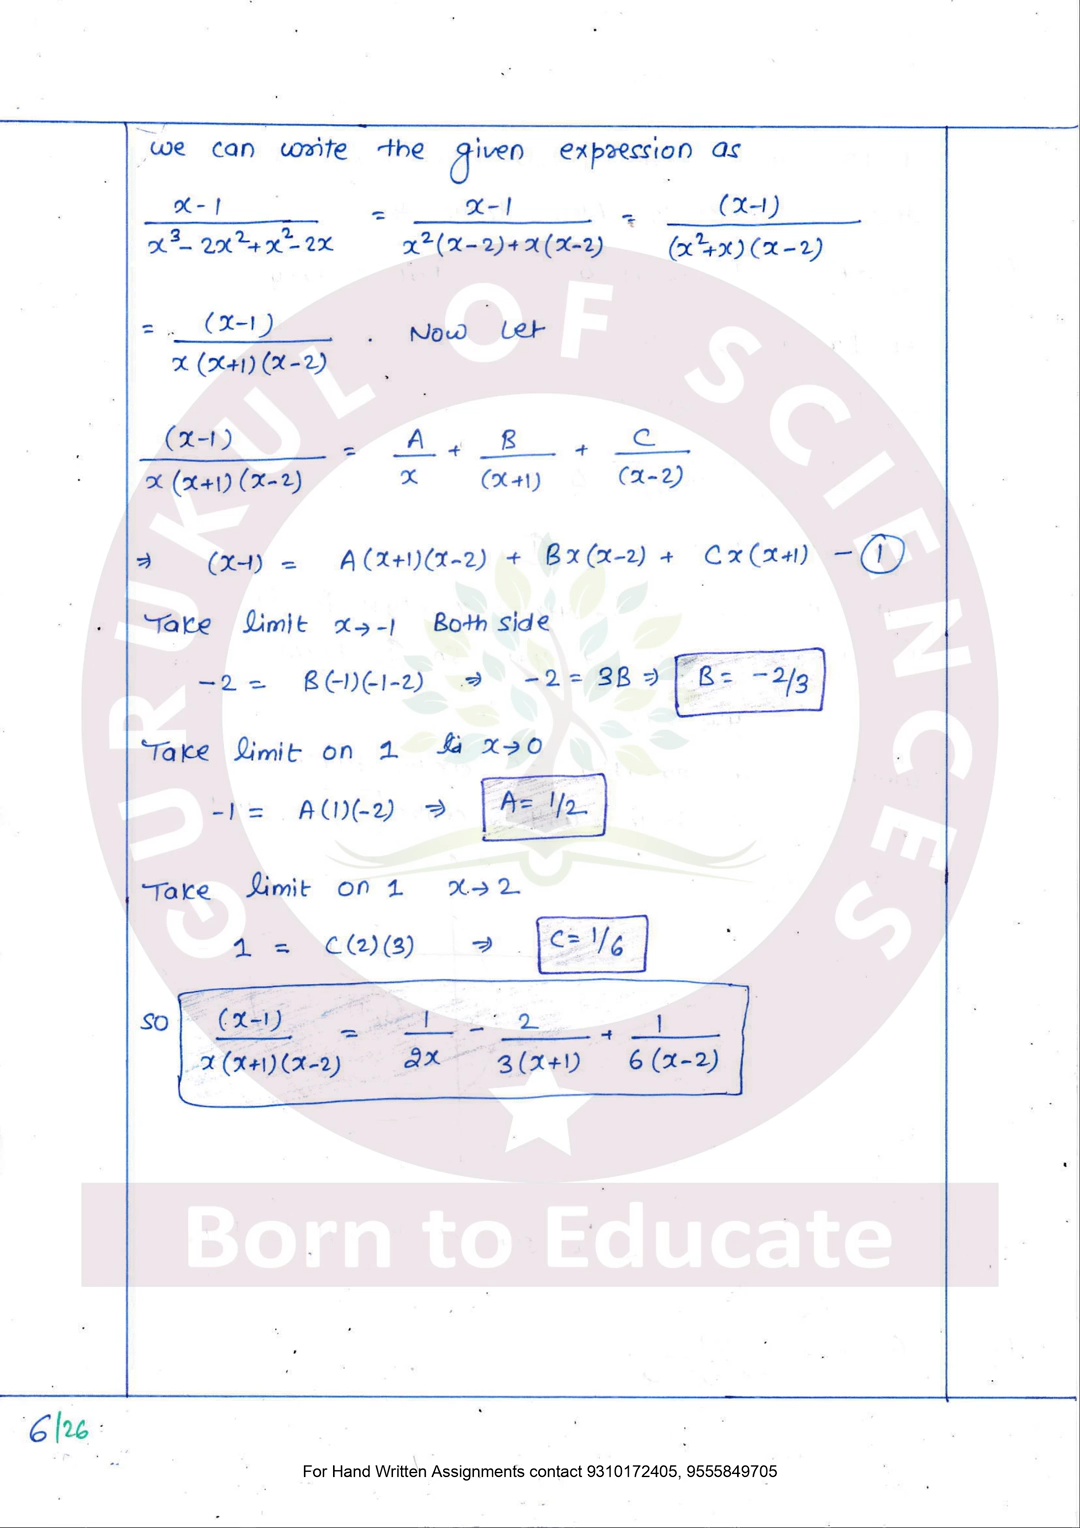 we can write the given expression as
x-1 / x³-2x²+x²-2x = x-1 / x²(x-2)+x(x-2) = (x-1) / (x²+x)(x-2)
= (x-1) / x(x+1)(x-2) . Now Let
(x-1) / x(x+1)(x-2) = A / x + B / (x+1) + C / (x-2)
⇒ (x-1) = A(x+1)(x-2) + Bx(x-2) + Cx(x+1) - ①
Take limit x→-1 Both side
-2 = B(-1)(-1-2) ⇒ -2 = 3B ⇒ B = -2/3
Take limit on 1 x→0
-1 = A(1)(-2) ⇒ A = 1/2
Take limit on 1 x→2
1 = C(2)(3) ⇒ C = 1/6
so (x-1) / x(x+1)(x-2) = 1 / 2x - 2 / 3(x+1) + 1 / 6(x-2)
GURUKUL OF SCIENCES
Born to Educate
6/26
For Hand Written Assignments contact 9310172405, 9555849705